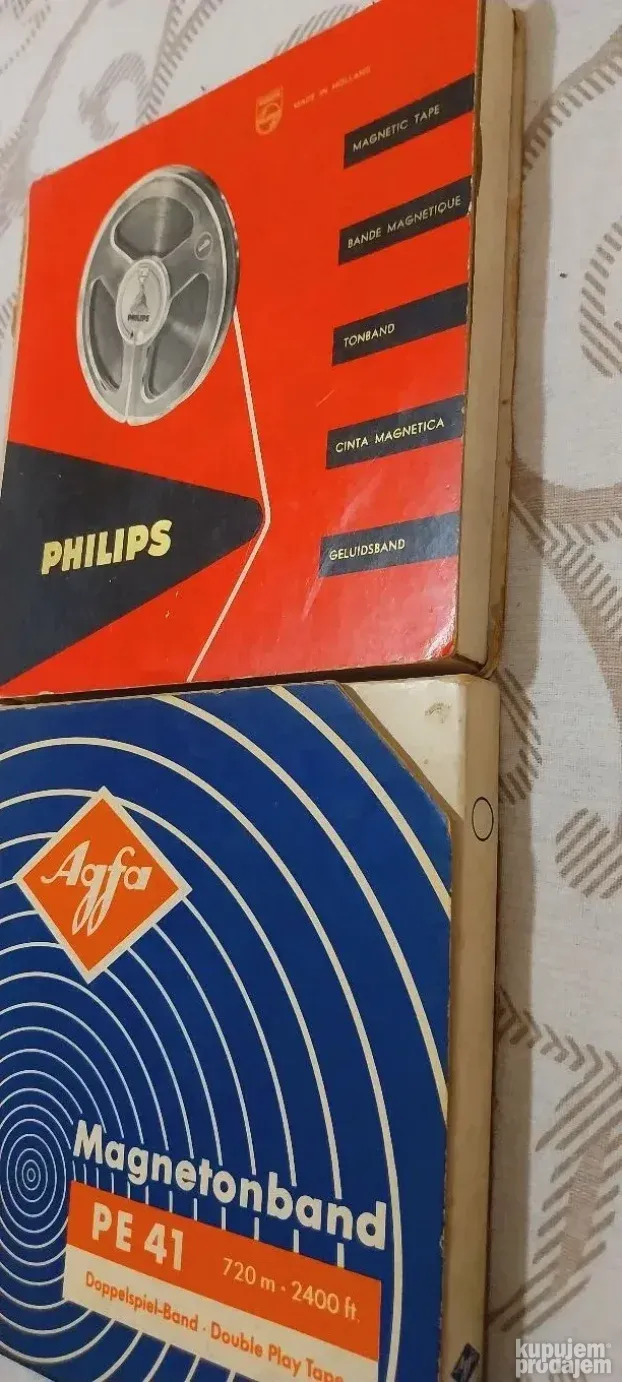 PHILIPS
MADE IN HOLLAND
MAGNETIC TAPE
BANDE MAGNETIQUE
TONBAND
CINTA MAGNETICA
GELUIDSBAND
PHILIPS
PHILIPS
Agfa
Magnetonband
PE 41
720 m · 2400 ft.
Doppelspiel-Band · Double Play Tape
kupujem
prodajem